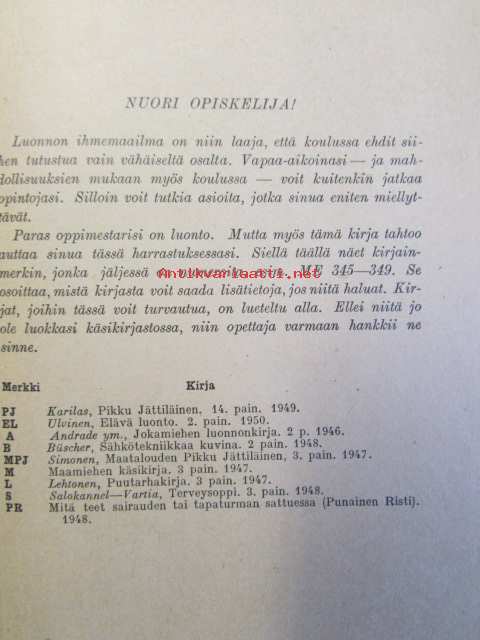 NUORI OPISKELIJA!
Luonnon ihmemaailma on niin laaja, että koulussa ehdit sii-
hen tutustua vain vähäiseltä osalta. Vapaa-aikoinasi — ja mah-
dollisuuksien mukaan myös koulussa — voit kuitenkin jatkaa
opintojasi. Silloin voit tutkia asioita, jotka sinua eniten miellyt-
tävät.
Paras oppimestarisi on luonto. Mutta myös tämä kirja tahtoo
auttaa sinua tässä harrastuksessasi. Siellä täällä näet kirjain-
merkin, jonka jäljessä on numeroita, esim. 345—349. Se
osoittaa, mistä kirjasta voit saada lisätietoja, jos niitä haluat. Kir-
jat, joihin tässä voit turvautua, on lueteltu alla. Ellei niitä jo
ole luokkasi käsikirjastossa, niin opettaja varmaan hankkii ne
sinne.
Merkki Kirja
PJ Karilas, Pikku Jättiläinen. 14. pain. 1949.
EL Ulvinen, Elävä luonto. 2. pain. 1950.
A Andrade ym., Jokamiehen luonnonkirja. 2 p. 1946.
B Büscher, Sähkötekniikkaa kuvina. 2 pain. 1948.
MPJ Simonen, Maatalouden Pikku Jättiläinen, 3. pain. 1947.
M Maamiehen käsikirja. 3 pain. 1947.
L Lehtonen, Puutarhakirja. 3 pain. 1947.
S Salokannel—Vartia, Terveysoppi. 3. pain. 1948.
PR Mitä teet sairauden tai tapaturman sattuessa (Punainen Risti).
1948.